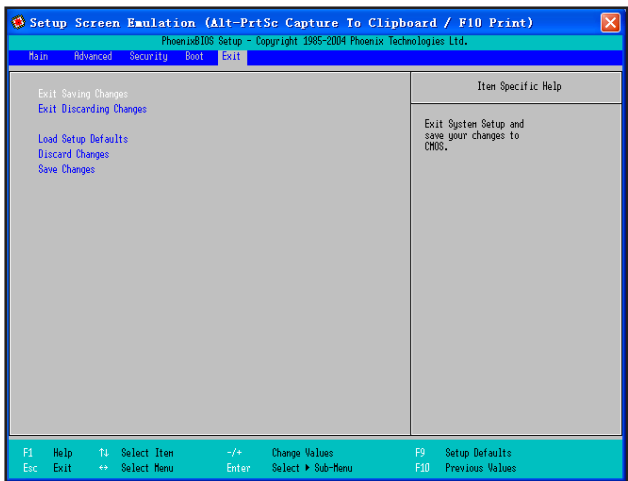 Setup Screen Emulation (Alt-PrtSc Capture To Clipboard / F10 Print)
PhoenixBIOS Setup - Copyright 1985-2004 Phoenix Technologies Ltd.
Main Advanced Security Boot Exit
Item Specific Help
Exit Saving Changes
Exit Discarding Changes
Load Setup Defaults
Discard Changes
Save Changes
Exit System Setup and
save your changes to
CMOS.
F1 Help ↑↓ Select Item -/+ Change Values F9 Setup Defaults
Esc Exit ↔ Select Menu Enter Select ▶ Sub-Menu F10 Previous Values